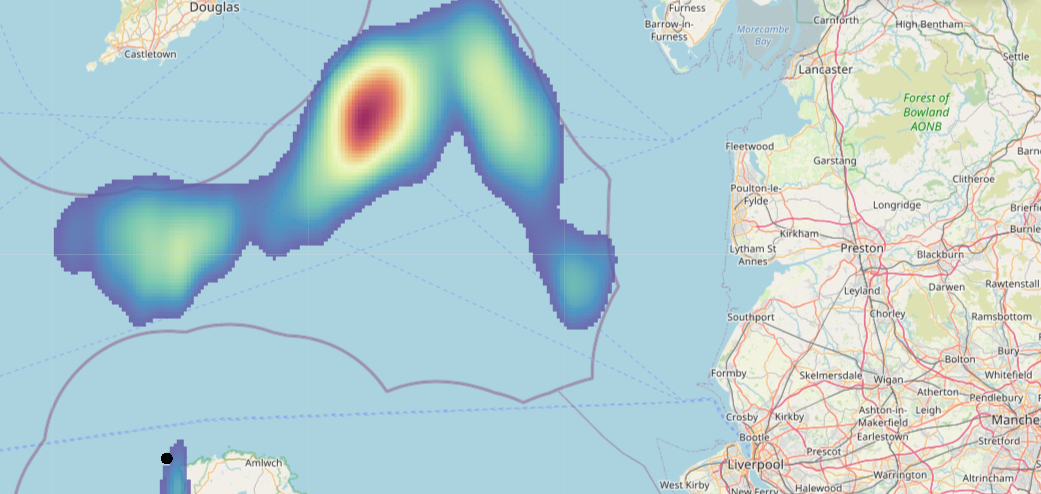 Douglas
Castletown
Furness
Barrow-in-
Furness
Morecambe
Bay
Carnforth
High Bentham
Settle
Lancaster
Forest of
Bowland
AONB
Fleetwood
Garstang
Clitheroe
Poulton-le-
Fylde
Longridge
Kirkham
Lytham St
Annes
Preston
Blackburn
Leyland
Darwen
Rawtenstall
Southport
Chorley
Ramsbottom
Bolton
Bury
Formby
Skelmersdale
Wigan
Whitefield
Atherton
Pendlebury
Crosby
Kirkby
Ashton-in-
Makerfield
Leigh
Manche
Bootle
Earlestown
Stretford
Prescot
Amlwch
Liverpool
Warrington
Altrincham
West Kirby
New Ferry
Halewood